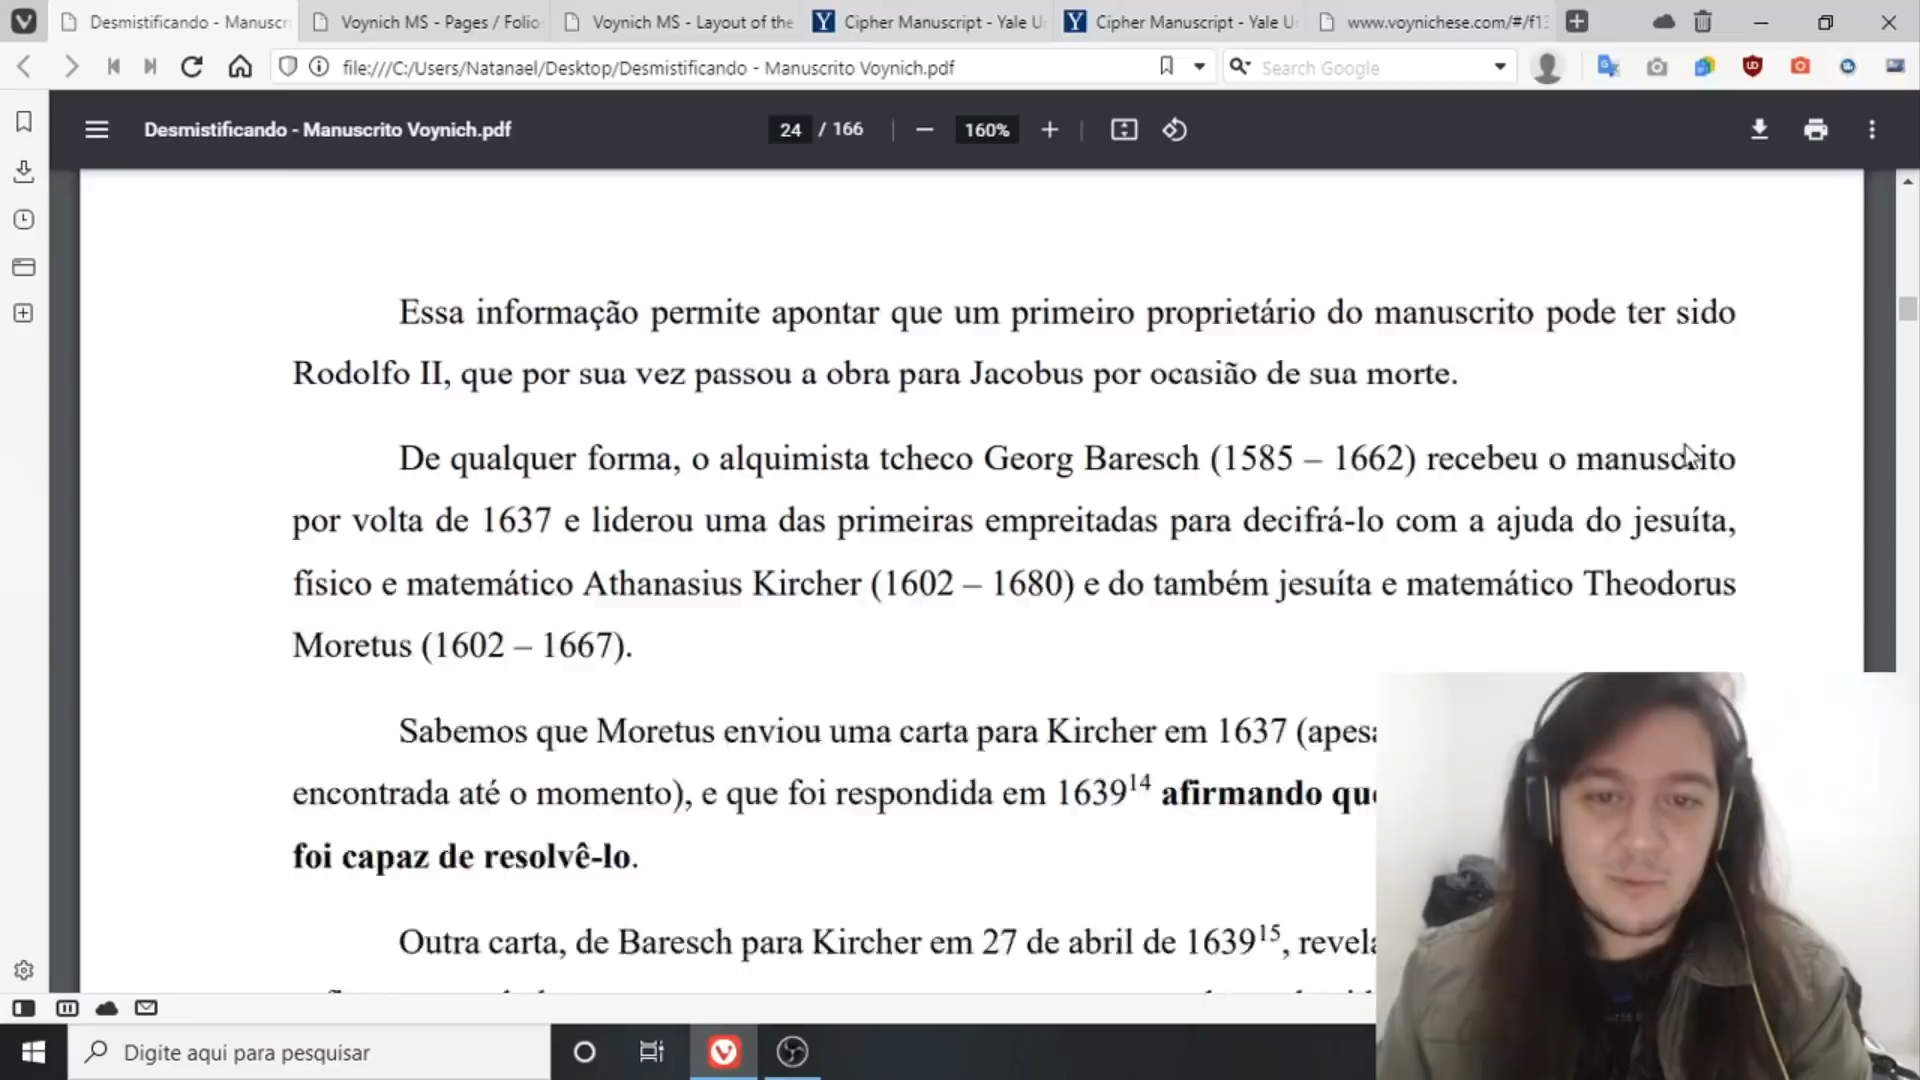 Desmistificando - Manuscri
Voynich MS - Pages / Folio
Voynich MS - Layout of the
Cipher Manuscript - Yale U
Cipher Manuscript - Yale U
www.voynichese.com/#/f13
file:///C:/Users/Natanael/Desktop/Desmistificando - Manuscrito Voynich.pdf
Search Google
Desmistificando - Manuscrito Voynich.pdf
24 / 166
160%
Essa informação permite apontar que um primeiro proprietário do manuscrito pode ter sido
Rodolfo II, que por sua vez passou a obra para Jacobus por ocasião de sua morte.
De qualquer forma, o alquimista tcheco Georg Baresch (1585 – 1662) recebeu o manuscrito
por volta de 1637 e liderou uma das primeiras empreitadas para decifrá-lo com a ajuda do jesuíta,
físico e matemático Athanasius Kircher (1602 – 1680) e do também jesuíta e matemático Theodorus
Moretus (1602 – 1667).
Sabemos que Moretus enviou uma carta para Kircher em 1637 (apesa
encontrada até o momento), e que foi respondida em 1639¹⁴ afirmando que
foi capaz de resolvê-lo.
Outra carta, de Baresch para Kircher em 27 de abril de 1639¹⁵, revela
Digite aqui para pesquisar